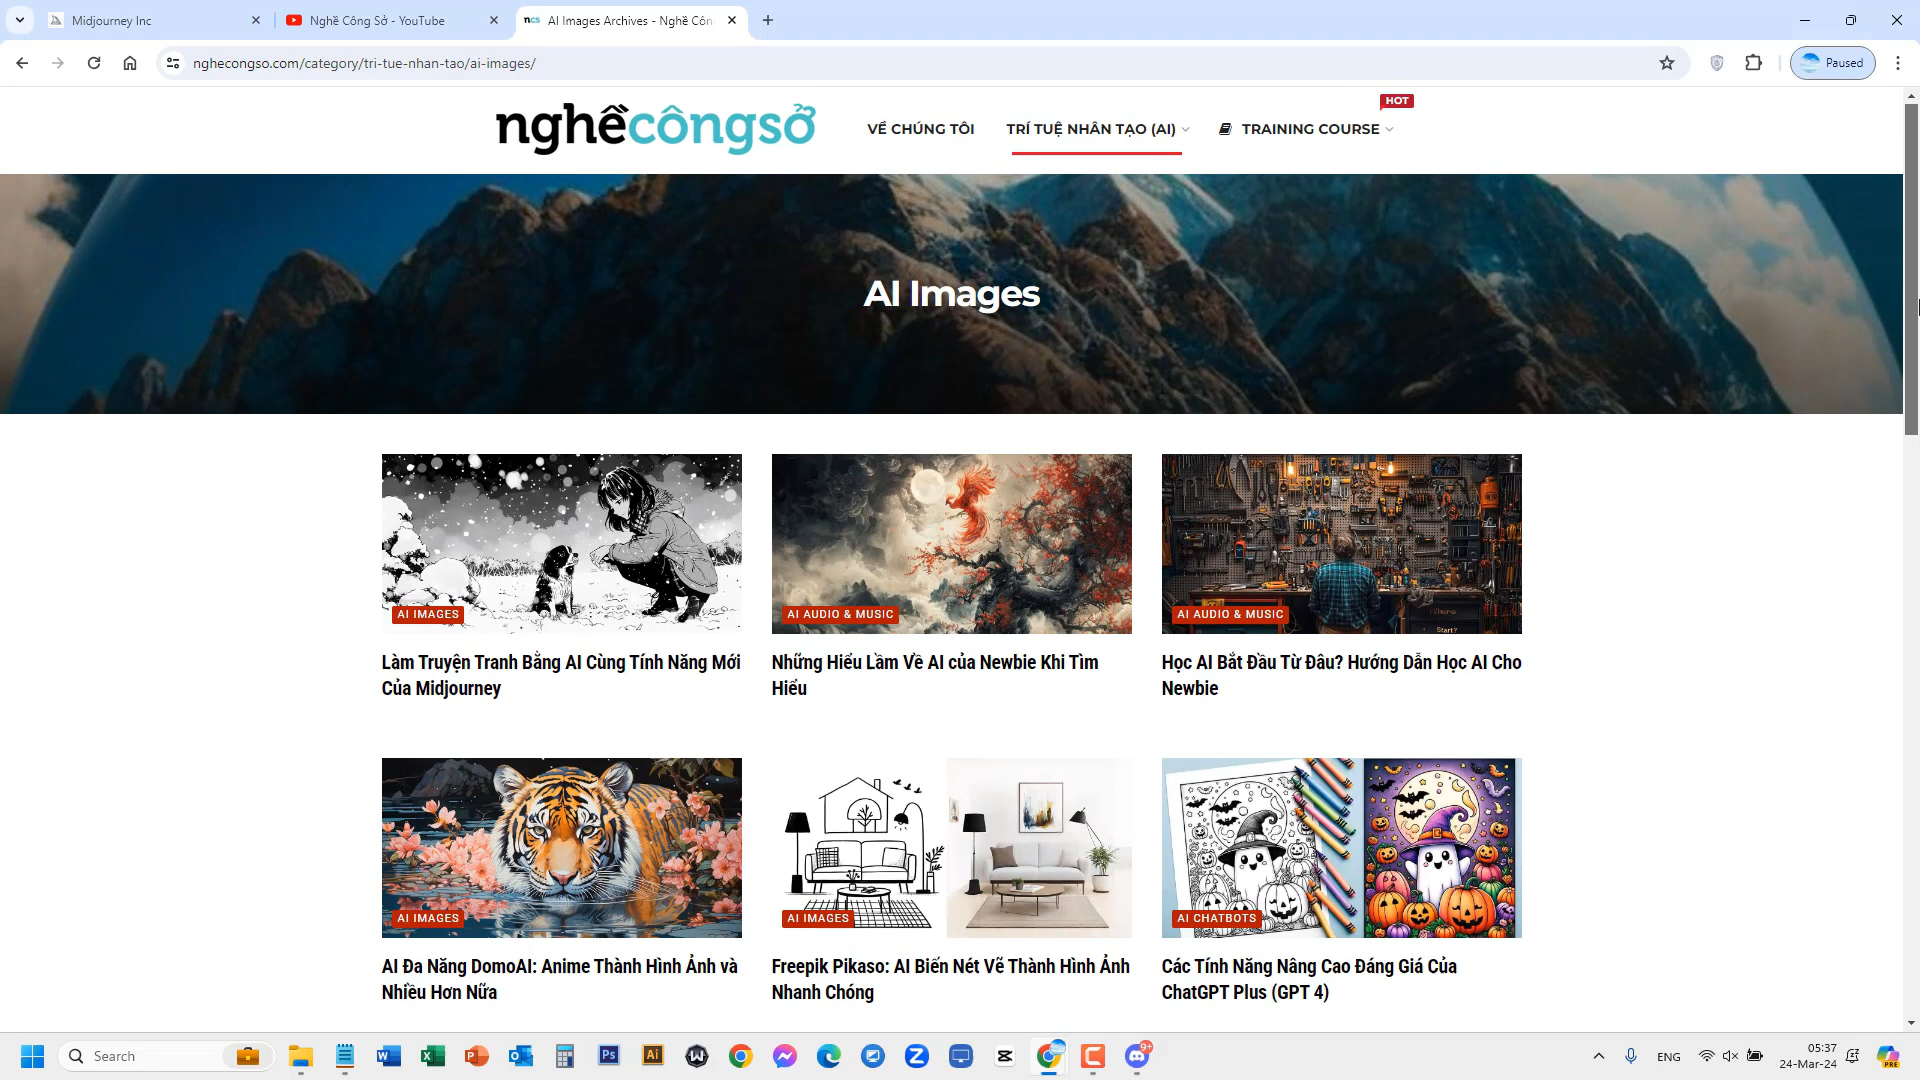 Midjourney Inc
Nghề Công Sở - YouTube
AI Images Archives - Nghề Côn
nghecongso.com/category/tri-tue-nhan-tao/ai-images/
Paused
nghềcôngsở
VỀ CHÚNG TÔI
TRÍ TUỆ NHÂN TẠO (AI)
TRAINING COURSE
HOT
AI Images
AI IMAGES
Làm Truyện Tranh Bằng AI Cùng Tính Năng Mới
Của Midjourney
AI AUDIO & MUSIC
Những Hiểu Lầm Về AI của Newbie Khi Tìm
Hiểu
Where
Start?
AI AUDIO & MUSIC
Học AI Bắt Đầu Từ Đâu? Hướng Dẫn Học AI Cho
Newbie
AI IMAGES
AI Đa Năng DomoAI: Anime Thành Hình Ảnh và
Nhiều Hơn Nữa
AI IMAGES
Freepik Pikaso: AI Biến Nét Vẽ Thành Hình Ảnh
Nhanh Chóng
AI CHATBOTS
Các Tính Năng Nâng Cao Đáng Giá Của
ChatGPT Plus (GPT 4)
Search
Ps
Ai
9+
ENG
05:37
24-Mar-24
PRE